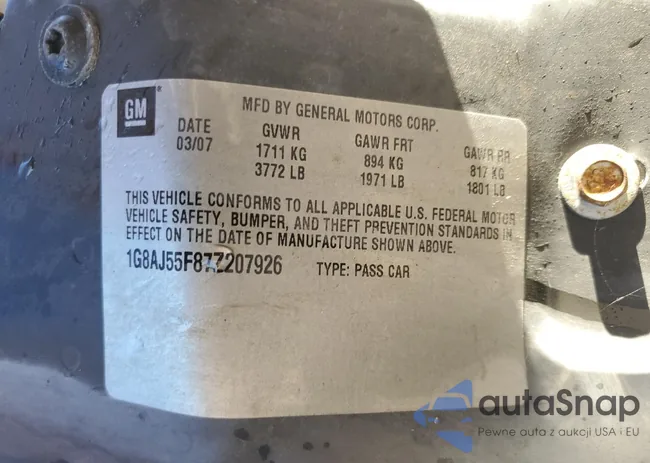 GM
MFD BY GENERAL MOTORS CORP.
DATE GVWR GAWR FRT GAWR RR
03/07 1711 KG 894 KG 817 KG
3772 LB 1971 LB 1801 LB
THIS VEHICLE CONFORMS TO ALL APPLICABLE U.S. FEDERAL MOTOR
VEHICLE SAFETY, BUMPER, AND THEFT PREVENTION STANDARDS IN
EFFECT ON THE DATE OF MANUFACTURE SHOWN ABOVE.
1G8AJ55F87Z207926 TYPE: PASS CAR
autaSnap
Pewne auta z aukcji USA i EU